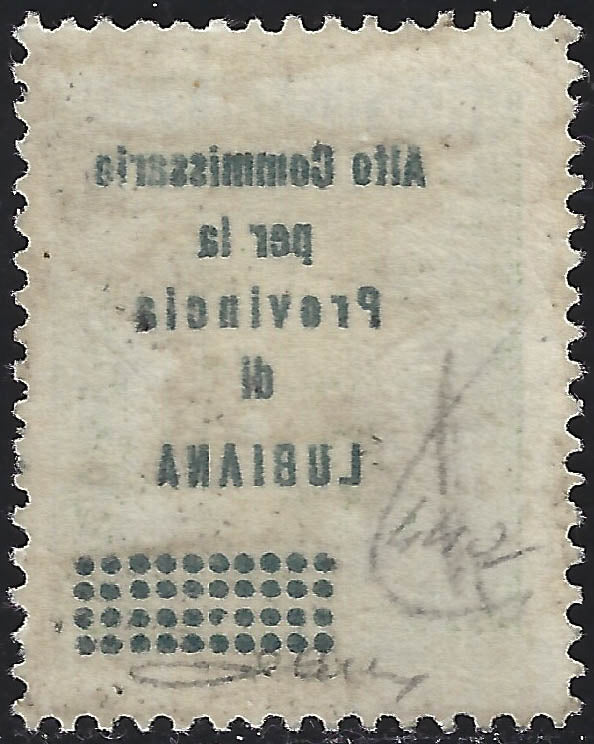 Alto Commissario
per la
Provincia
di
LUBIANA